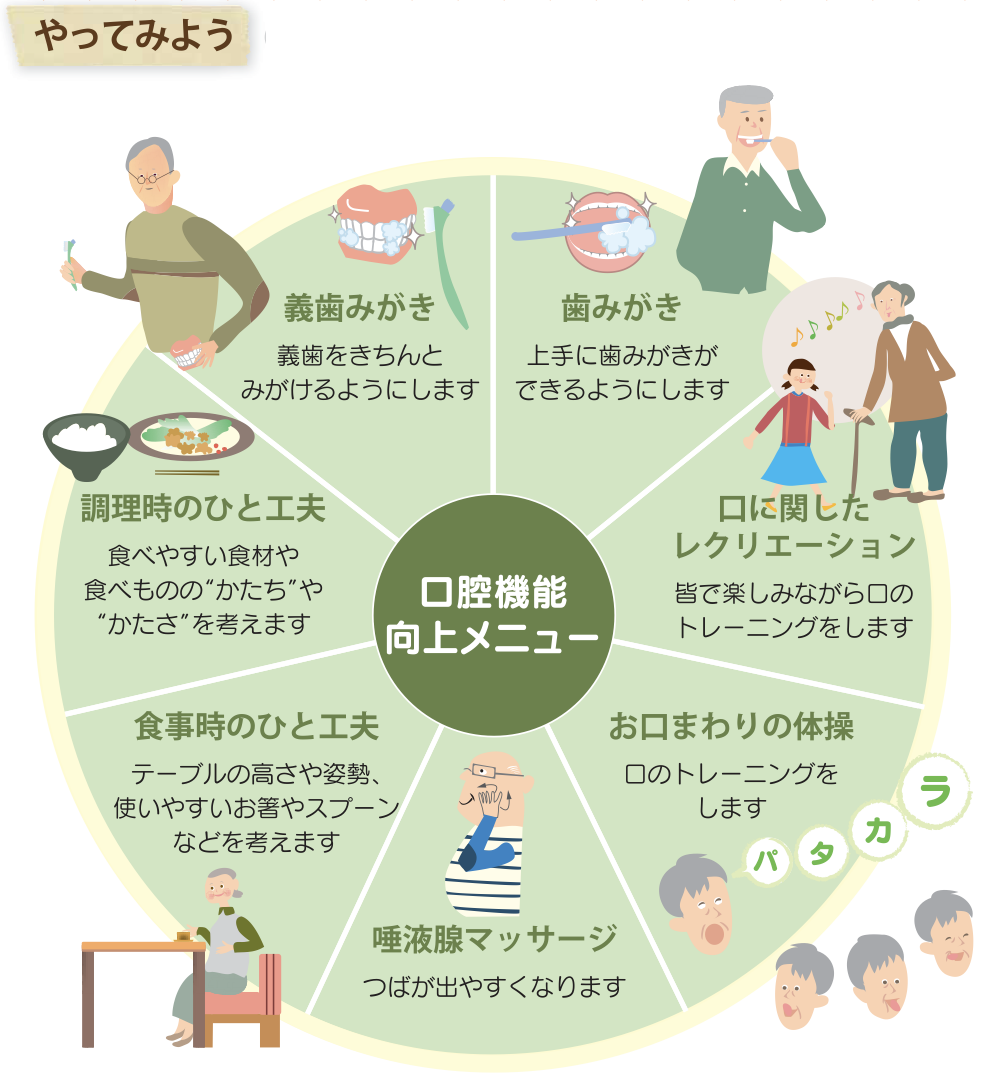 やってみよう
口腔機能
向上メニュー
歯みがき
上手に歯みがきが
できるようにします
口に関した
レクリエーション
皆で楽しみながら口の
トレーニングをします
お口まわりの体操
口のトレーニングを
します
パ
タ
カ
ラ
唾液腺マッサージ
つばが出やすくなります
食事時のひと工夫
テーブルの高さや姿勢、
使いやすいお箸やスプーン
などを考えます
調理時のひと工夫
食べやすい食材や
食べものの“かたち”や
“かたさ”を考えます
義歯みがき
義歯をきちんと
みがけるようにします